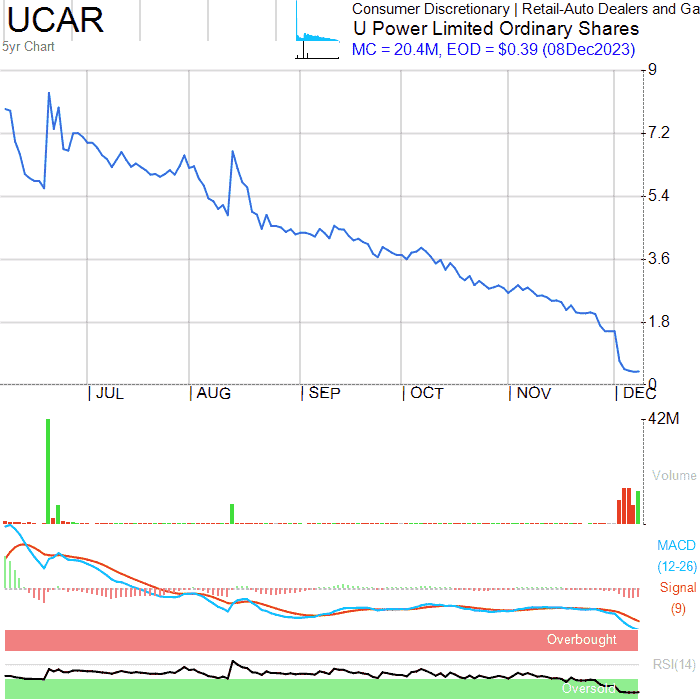 UCAR
5yr Chart
Consumer Discretionary | Retail-Auto Dealers and Ga
U Power Limited Ordinary Shares
MC = 20.4M, EOD = $0.39 (08Dec2023)
9
7.2
5.4
3.6
1.8
0
JUL AUG SEP OCT NOV DEC
42M
Volume
MACD
(12-26)
Signal
(9)
Overbought
RSI(14)
Oversold